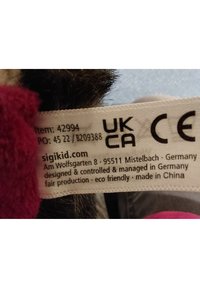 Item: 42994
PO: 45 22 / 5209388
UK
CA CE
sigikid.com
Am Wolfsgarten 8 - 95511 Mistelbach - Germany
designed & controlled & managed in Germany
fair production - eco friendly - made in China